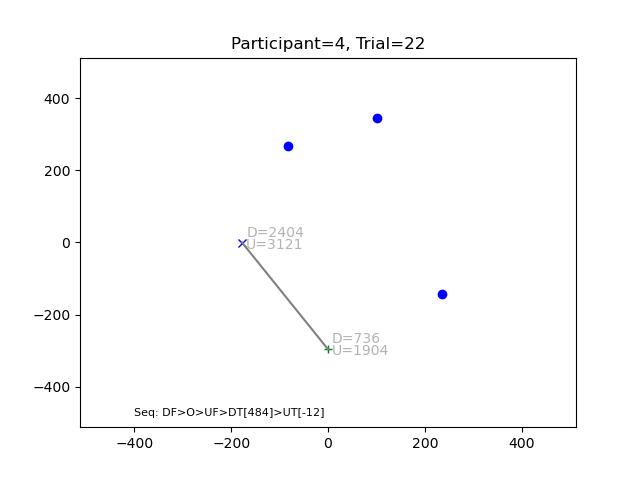 Participant=4, Trial=22
400
200
0
−200
−400
D=2404
U=3121
D=736
U=1904
Seq: DF>O>UF>DT[484]>UT[-12]
−400
−200
0
200
400